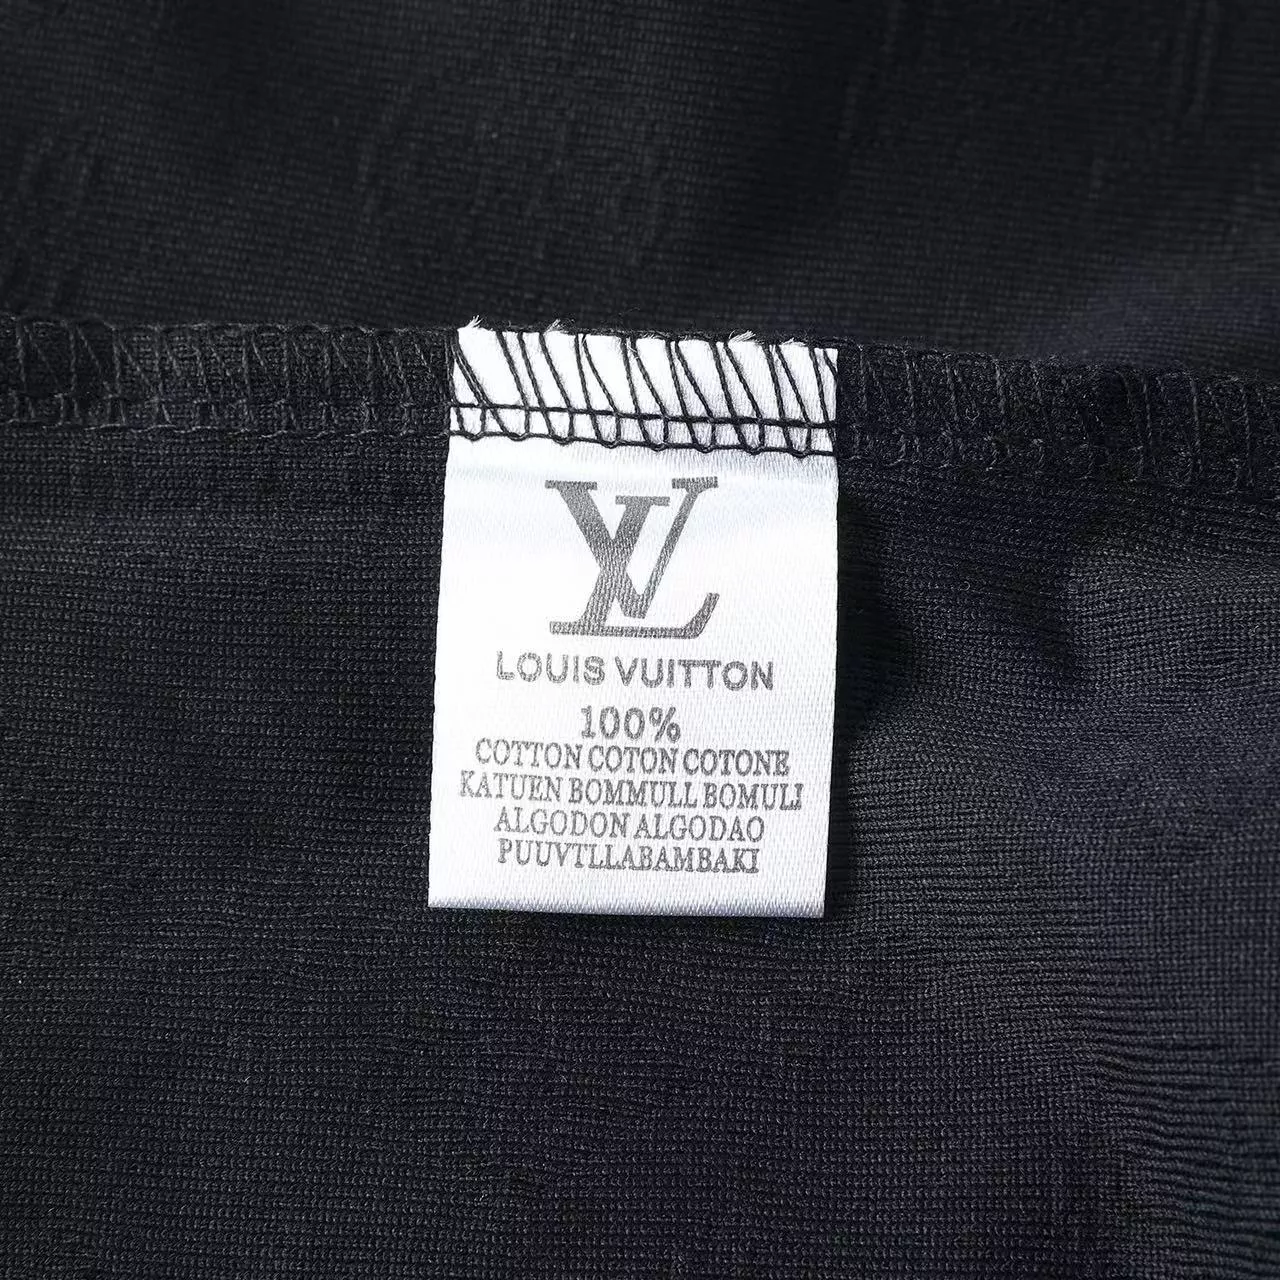 LV
LOUIS VUITTON
100%
COTTON COTON COTONE
KATUEN BOMMULL BOMULI
ALGODON ALGODAO
PUUVTLLABAMBAKI